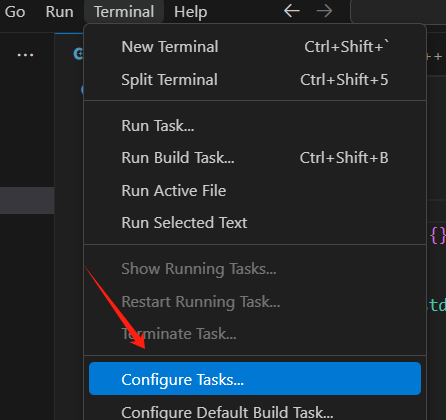 Go Run Terminal Help
New Terminal Ctrl+Shift+`
Split Terminal Ctrl+Shift+5
++
Run Task...
Run Build Task... Ctrl+Shift+B
Run Active File
Run Selected Text
{}
Show Running Tasks...
Restart Running Task...
std
Terminate Task...
Configure Tasks...
Configure Default Build Task...